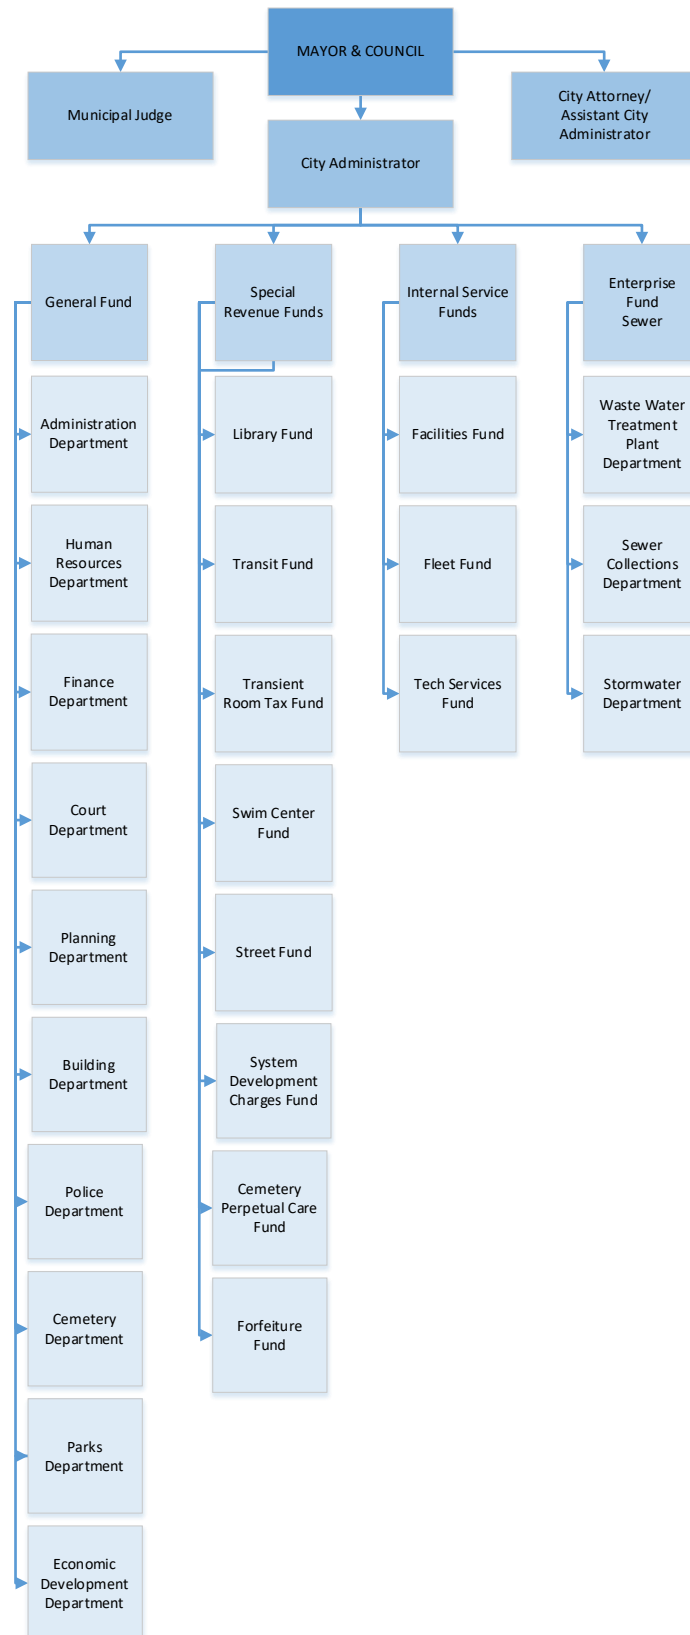 MAYOR & COUNCIL
Municipal Judge
City Attorney/
Assistant City
Administrator
City Administrator
General Fund
Special
Revenue Funds
Internal Service
Funds
Enterprise
Fund
Sewer
Administration
Department
Library Fund
Facilities Fund
Waste Water
Treatment
Plant
Department
Human
Resources
Department
Transit Fund
Fleet Fund
Sewer
Collections
Department
Finance
Department
Transient
Room Tax Fund
Tech Services
Fund
Stormwater
Department
Court
Department
Swim Center
Fund
Planning
Department
Street Fund
Building
Department
System
Development
Charges Fund
Police
Department
Cemetery
Perpetual Care
Fund
Cemetery
Department
Forfeiture
Fund
Parks
Department
Economic
Development
Department